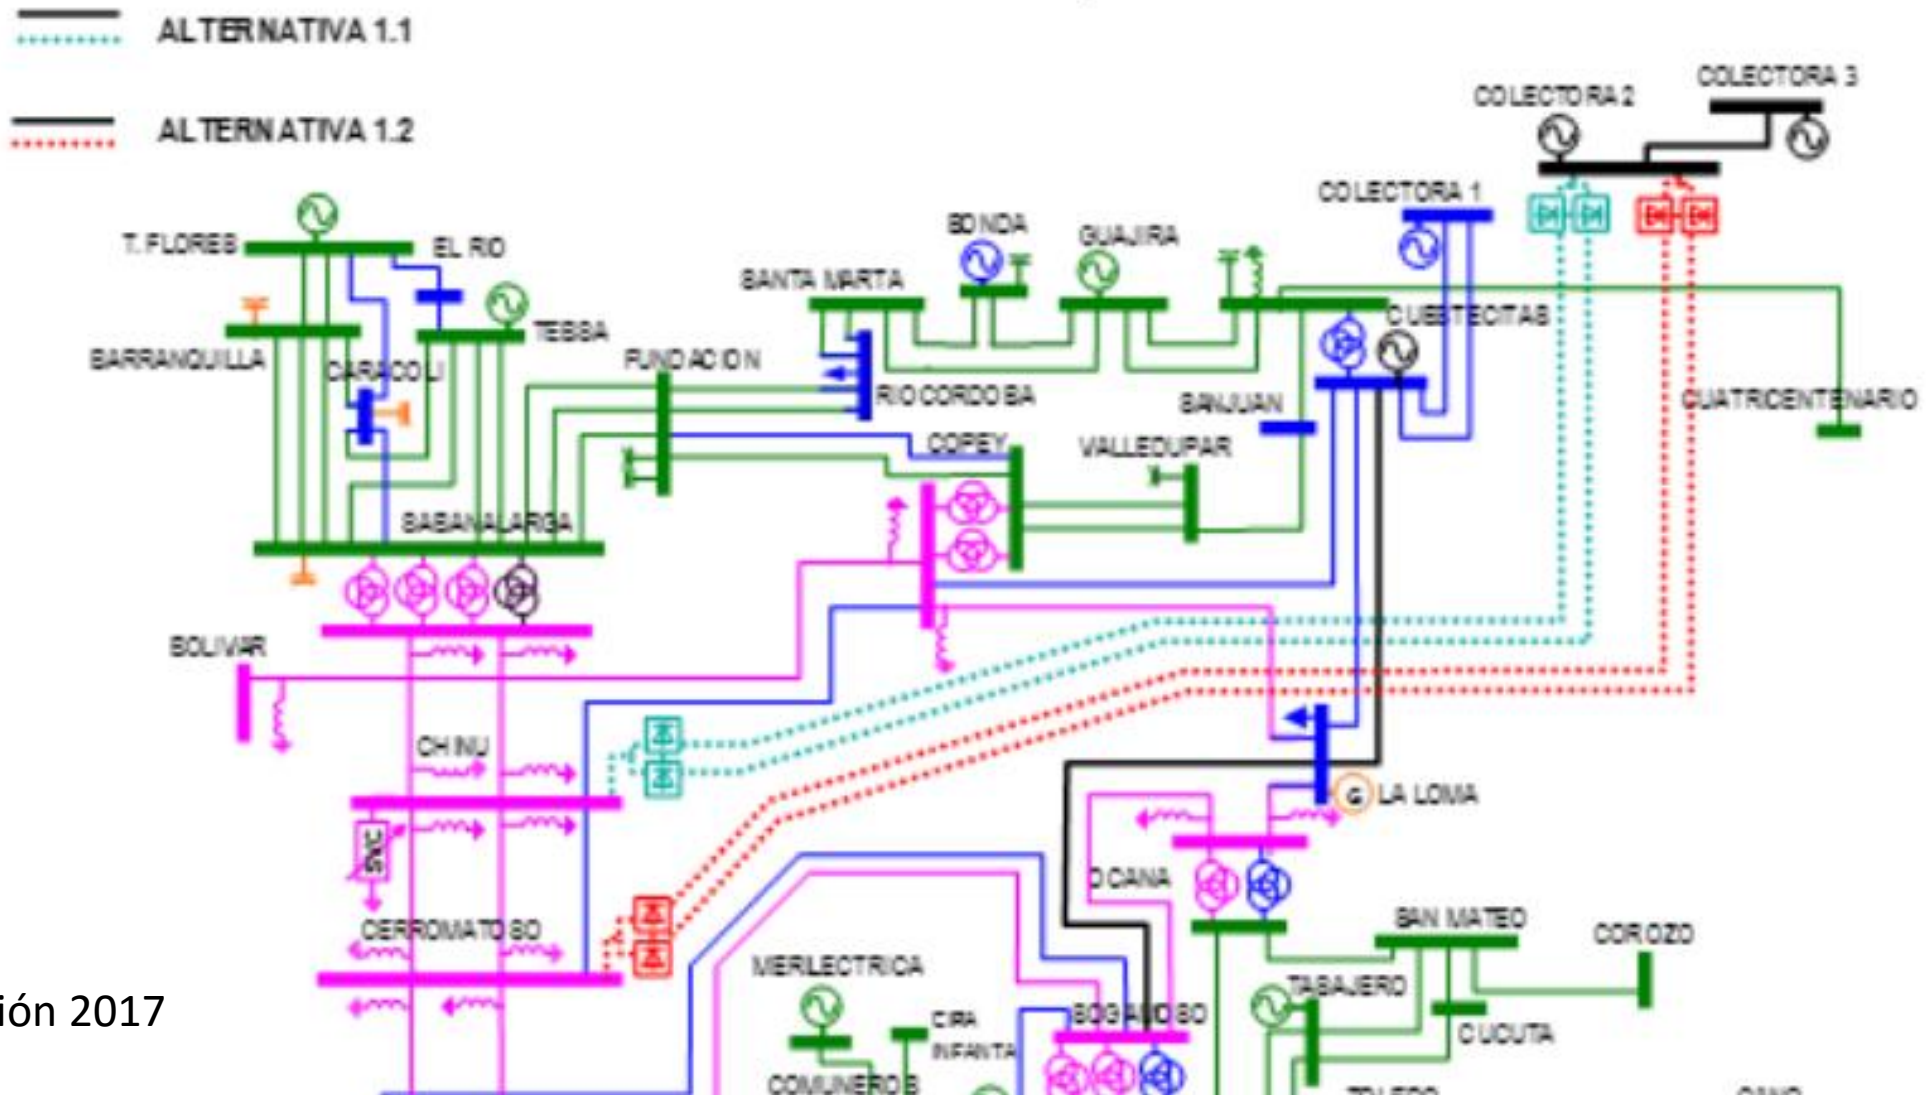 ALTERNATIVA 1.1
ALTERNATIVA 1.2
COLECTORA 3
COLECTORA 2
COLECTORA 1
T. FLORES
EL RIO
BONDA
GUAJIRA
SANTA MARTA
CUESTECITAS
TEBSA
BARRANQUILLA
CARACOLI
FUNDACION
RIO CORDOBA
SANJUAN
CUATRICENTENARIO
COPEY
VALLEDUPAR
SABANALARGA
BOLIVAR
CHINU
SVC
G
LA LOMA
OCANA
CERROMATOSO
SAN MATEO
COROZO
MERILECTRICA
TASAJERO
CIRA
INFANTA
SOGAMOSO
CUCUTA
ión 2017
COMUNEROS